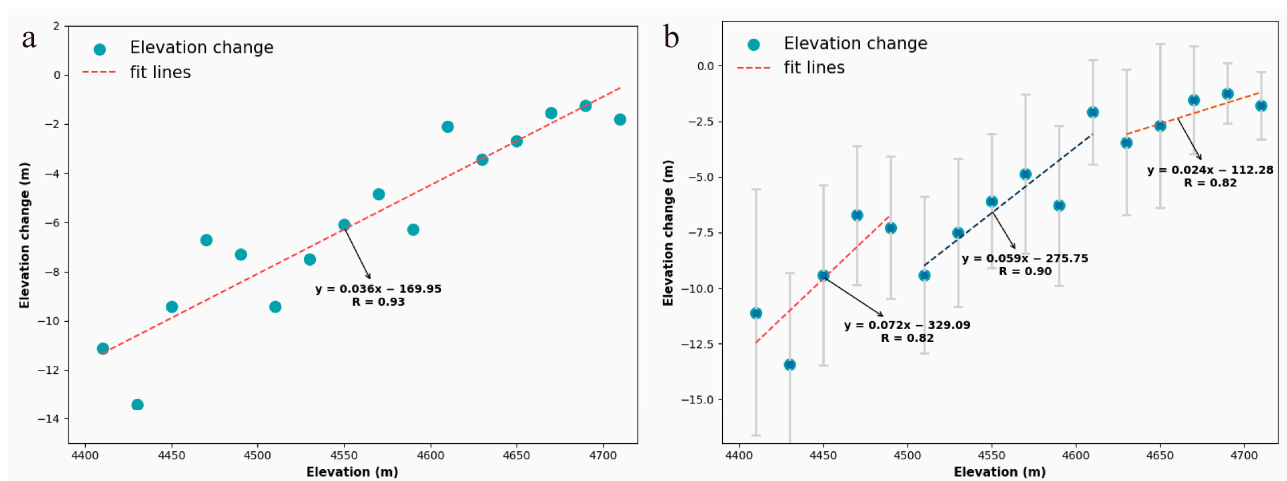 a
Elevation change
fit lines
2
0
−2
−4
−6
−8
−10
−12
−14
Elevation change (m)
y = 0.036x − 169.95
R = 0.93
4400
4450
4500
4550
4600
4650
4700
Elevation (m)
b
Elevation change
fit lines
0.0
−2.5
−5.0
−7.5
−10.0
−12.5
−15.0
Elevation change (m)
y = 0.024x − 112.28
R = 0.82
y = 0.059x − 275.75
R = 0.90
y = 0.072x − 329.09
R = 0.82
4400
4450
4500
4550
4600
4650
4700
Elevation (m)